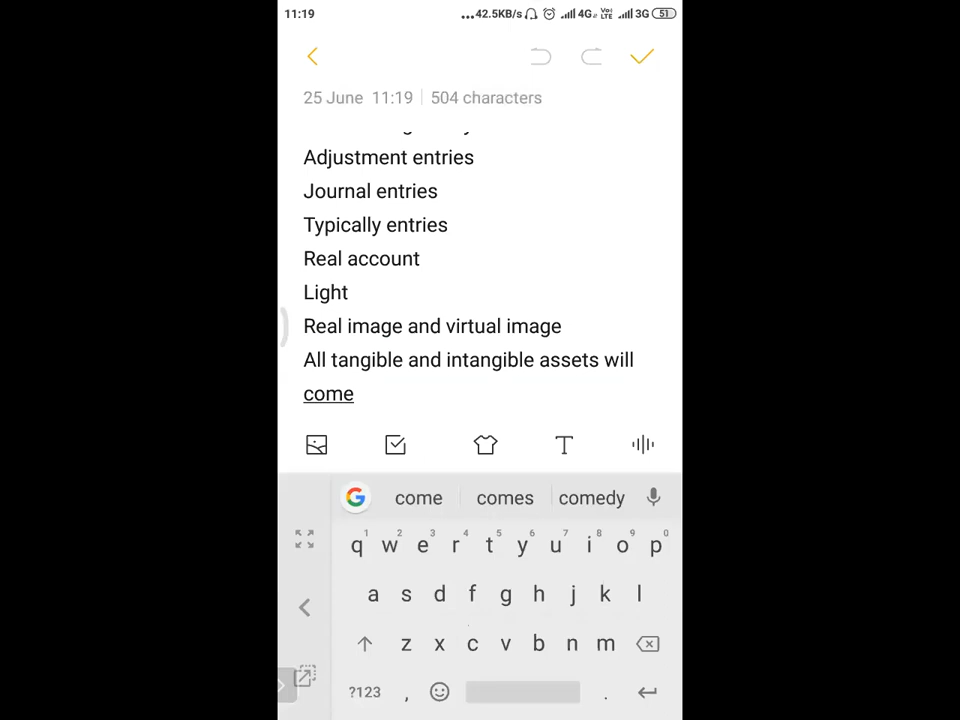 11:19 ...42.5KB/s 4G VoLTE 3G 51
25 June 11:19 504 characters
Adjustment entries
Journal entries
Typically entries
Real account
Light
Real image and virtual image
All tangible and intangible assets will
come
T
G come comes comedy
1 2 3 4 5 6 7 8 9 0
q w e r t y u i o p
a s d f g h j k l
z x c v b n m
?123 , .